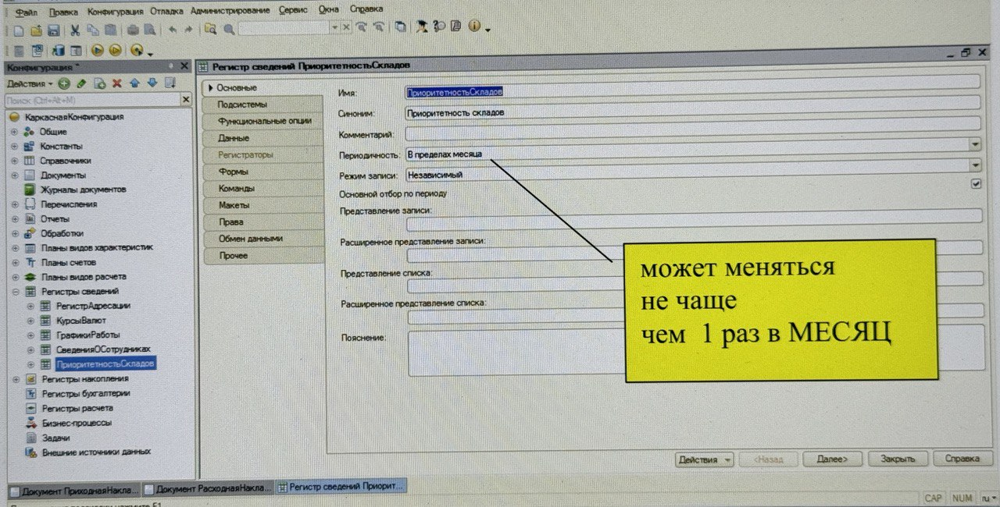 Файл Правка Конфигурация Отладка Администрирование Сервис Окна Справка
Конфигурация *
Действия
Поиск (Ctrl+Alt+M)
КаркаснаяКонфигурация
Общие
Константы
Справочники
Документы
Журналы документов
Перечисления
Отчеты
Обработки
Планы видов характеристик
Планы счетов
Планы видов расчета
Регистры сведений
РегистрАдресации
КурсыВалют
ГрафикиРаботы
СведенияОСотрудниках
ПриоритетностьСкладов
Регистры накопления
Регистры бухгалтерии
Регистры расчета
Бизнес-процессы
Задачи
Внешние источники данных
Регистр сведений ПриоритетностьСкладов
Основные
Подсистемы
Функциональные опции
Данные
Регистраторы
Формы
Команды
Макеты
Права
Обмен данными
Прочее
Имя: ПриоритетностьСкладов
Синоним: Приоритетность складов
Комментарий:
Периодичность: В пределах месяца
Режим записи: Независимый
Основной отбор по периоду
Представление записи:
Расширенное представление записи:
Представление списка:
Расширенное представление списка:
Пояснение:
может меняться
не чаще
чем 1 раз в МЕСЯЦ
Действия <Назад Далее> Закрыть Справка
Документ ПриходнаяНакла... Документ РасходнаяНакла... Регистр сведений Приорит...
CAP NUM ru